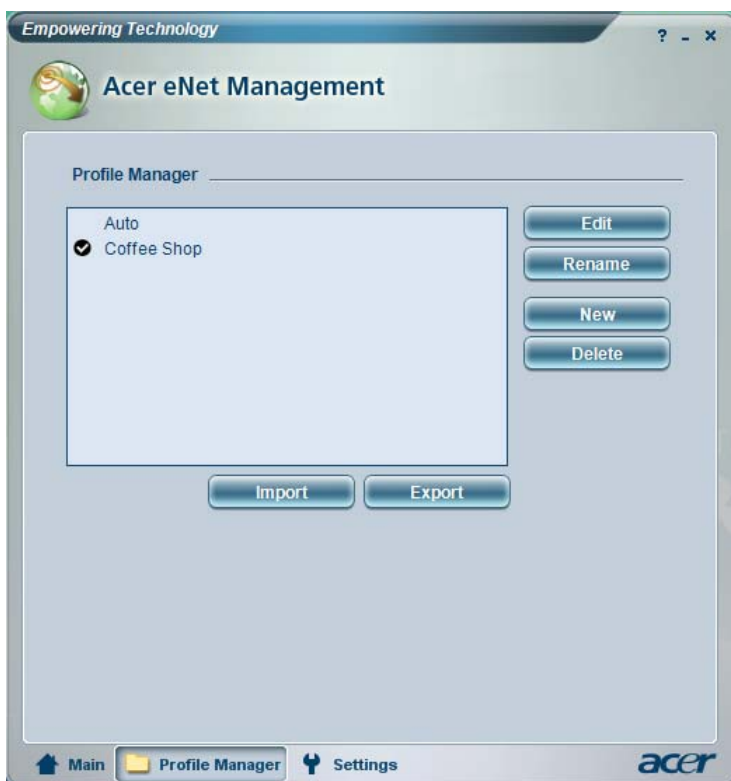 Empowering Technology
? - ×
Acer eNet Management
Profile Manager
Auto
Coffee Shop
Edit
Rename
New
Delete
Import
Export
Main
Profile Manager
Settings
acer